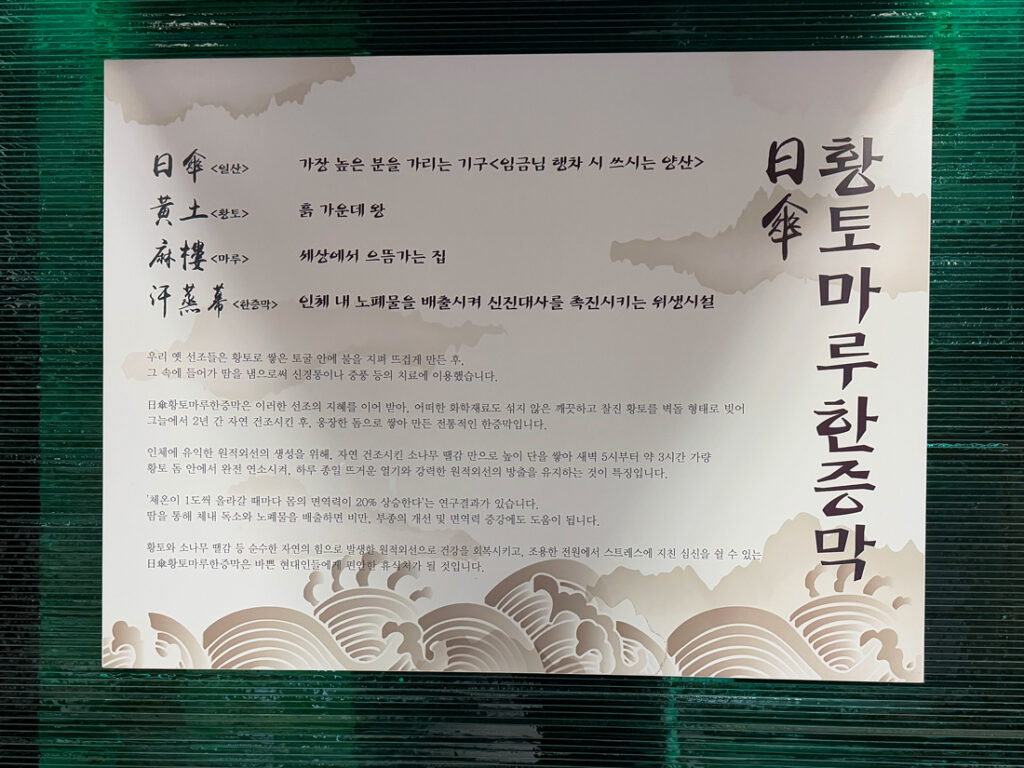 日傘 황토마루한증막
日傘<일산> 가장 높은 분을 가리는 기구<임금님 행차 시 쓰시는 양산>
黃土<황토> 흙 가운데 왕
麻樓<마루> 세상에서 으뜸가는 집
汗蒸幕<한증막> 인체 내 노폐물을 배출시켜 신진대사를 촉진시키는 위생시설
우리 옛 선조들은 황토로 쌓은 토굴 안에 불을 지펴 뜨겁게 만든 후,
그 속에 들어가 땀을 냄으로써 신경통이나 중풍 등의 치료에 이용했습니다.
日傘황토마루한증막은 이러한 선조의 지혜를 이어 받아, 어떠한 화학재료도 섞지 않은 깨끗하고 찰진 황토를 벽돌 형태로 빚어
그늘에서 2년 간 자연 건조시킨 후, 웅장한 돔으로 쌓아 만든 전통적인 한증막입니다.
인체에 유익한 원적외선의 생성을 위해, 자연 건조시킨 소나무 땔감 만으로 높이 단을 쌓아 새벽 5시부터 약 3시간 가량
황토 돔 안에서 완전 연소시켜, 하루 종일 뜨거운 열기와 강력한 원적외선의 방출을 유지하는 것이 특징입니다.
'체온이 1도씩 올라갈 때마다 몸의 면역력이 20% 상승한다'는 연구결과가 있습니다.
땀을 통해 체내 독소와 노폐물을 배출하면 비만, 부종의 개선 및 면역력 증강에도 도움이 됩니다.
황토와 소나무 땔감 등 순수한 자연의 힘으로 발생한 원적외선으로 건강을 회복시키고, 조용한 전원에서 스트레스에 지친 심신을 쉴 수 있는
日傘황토마루한증막은 바쁜 현대인들에게 편안한 휴식처가 될 것입니다.